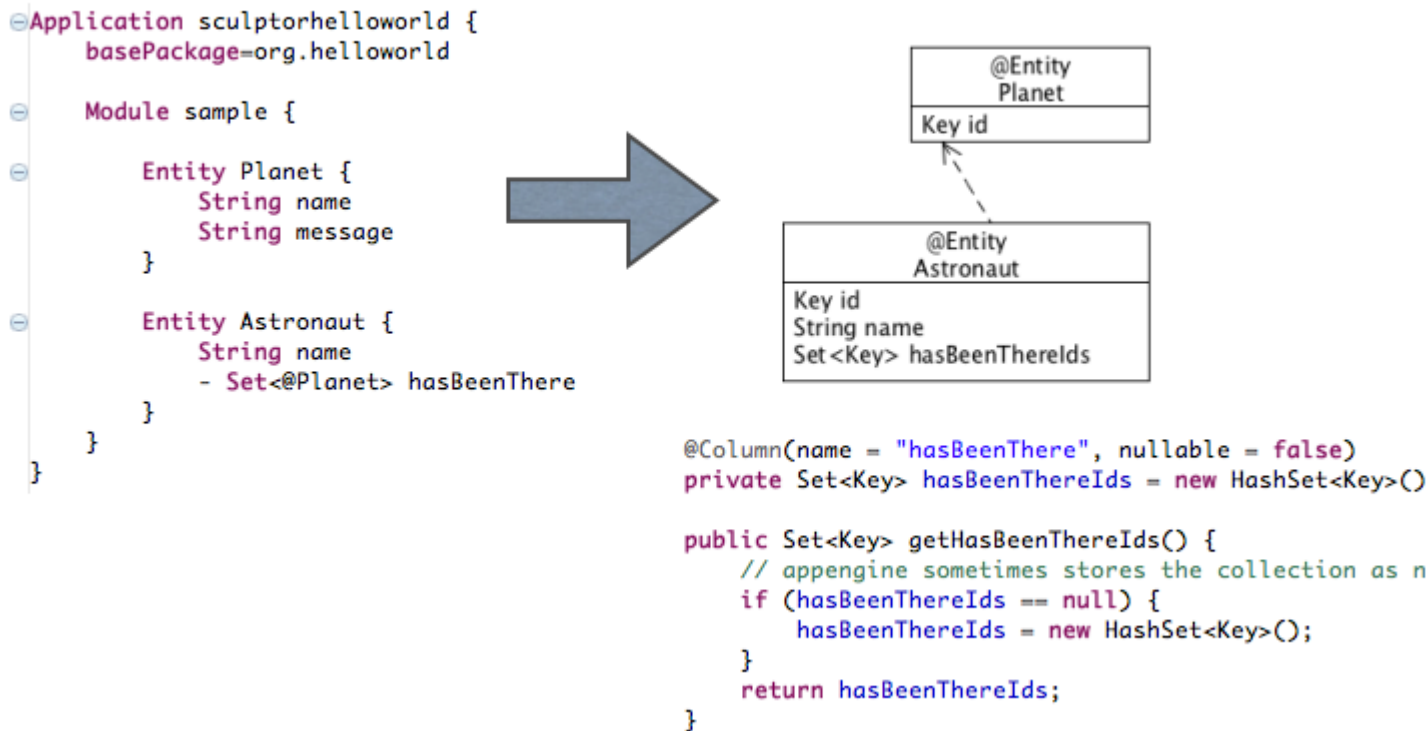 Application sculptorhelloworld {
basePackage=org.helloworld
Module sample {
Entity Planet {
String name
String message
}
Entity Astronaut {
String name
- Set<@Planet> hasBeenThere
}
}
}
@Entity
Planet
Key id
@Entity
Astronaut
Key id
String name
Set<Key> hasBeenThereIds
@Column(name = "hasBeenThere", nullable = false)
private Set<Key> hasBeenThereIds = new HashSet<Key>()
public Set<Key> getHasBeenThereIds() {
// appengine sometimes stores the collection as n
if (hasBeenThereIds == null) {
hasBeenThereIds = new HashSet<Key>();
}
return hasBeenThereIds;
}